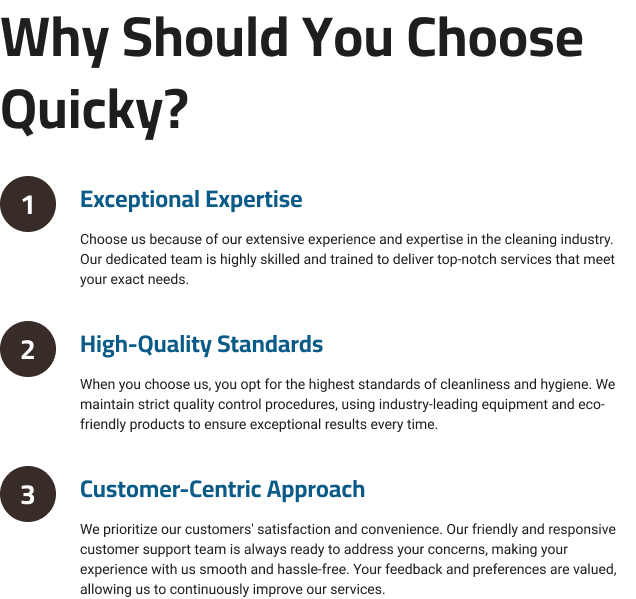 Why Should You Choose
Quicky?
1
Exceptional Expertise
Choose us because of our extensive experience and expertise in the cleaning industry.
Our dedicated team is highly skilled and trained to deliver top-notch services that meet
your exact needs.
2
High-Quality Standards
When you choose us, you opt for the highest standards of cleanliness and hygiene. We
maintain strict quality control procedures, using industry-leading equipment and eco-
friendly products to ensure exceptional results every time.
3
Customer-Centric Approach
We prioritize our customers' satisfaction and convenience. Our friendly and responsive
customer support team is always ready to address your concerns, making your
experience with us smooth and hassle-free. Your feedback and preferences are valued,
allowing us to continuously improve our services.